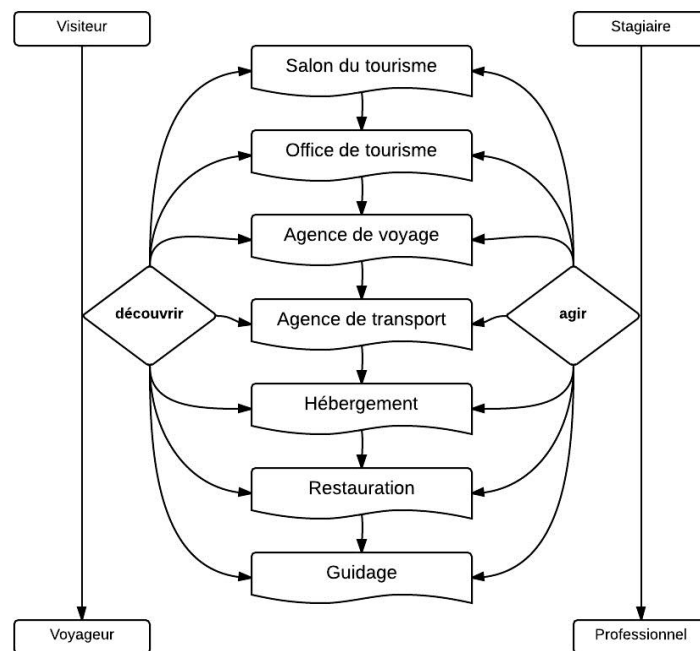 Visiteur
Stagiaire
Salon du tourisme
Office de tourisme
Agence de voyage
découvrir
Agence de transport
agir
Hébergement
Restauration
Guidage
Voyageur
Professionnel